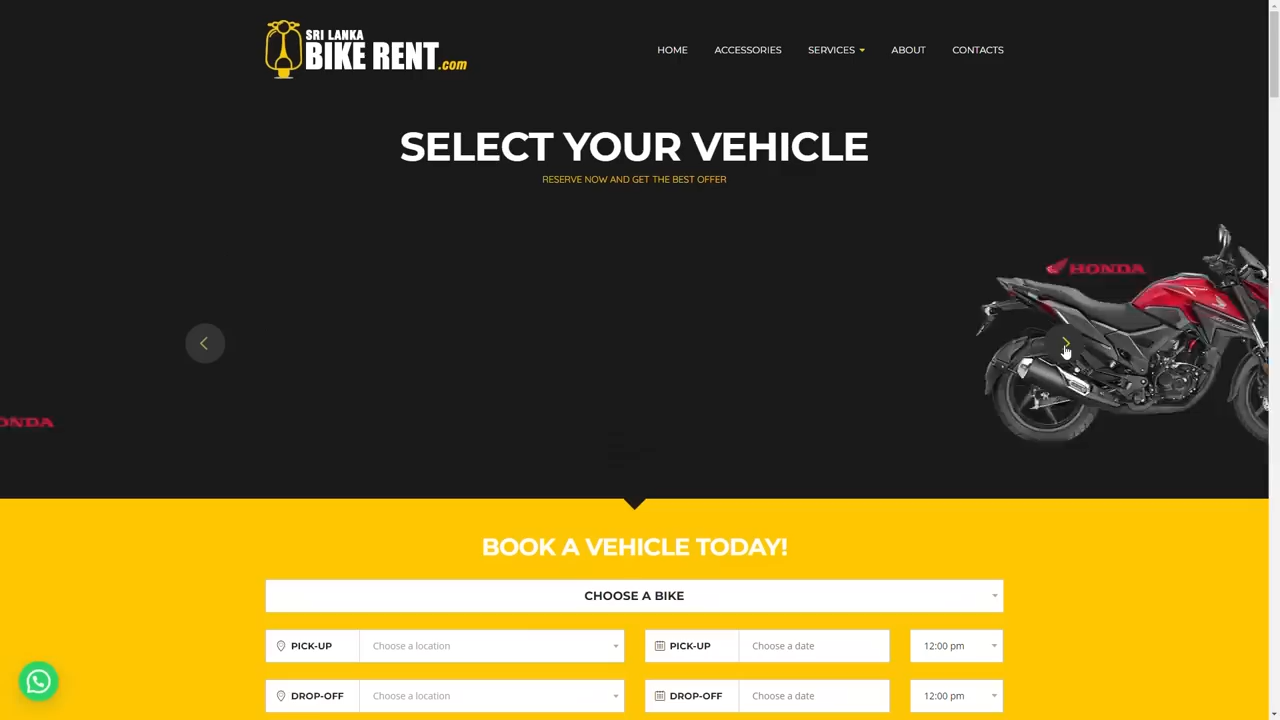 SRI LANKA
BIKE RENT.com
HOME ACCESSORIES SERVICES ABOUT CONTACTS
SELECT YOUR VEHICLE
RESERVE NOW AND GET THE BEST OFFER
HONDA
ONDA
BOOK A VEHICLE TODAY!
CHOOSE A BIKE
PICK-UP Choose a location PICK-UP Choose a date 12:00 pm
DROP-OFF Choose a location DROP-OFF Choose a date 12:00 pm